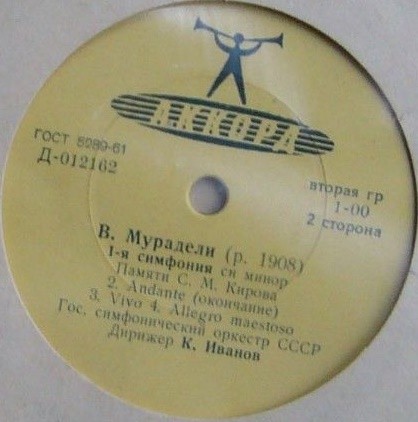 АККОРД
ГОСТ 5289-61
Д-012162
вторая гр
1-00
2 сторона
В. Мурадели (р. 1908)
1-я симфония си минор
Памяти С. М. Кирова
2. Andante (окончание)
3. Vivo 4. Allegro maestoso
Гос. симфонический оркестр СССР
Дирижер К. Иванов